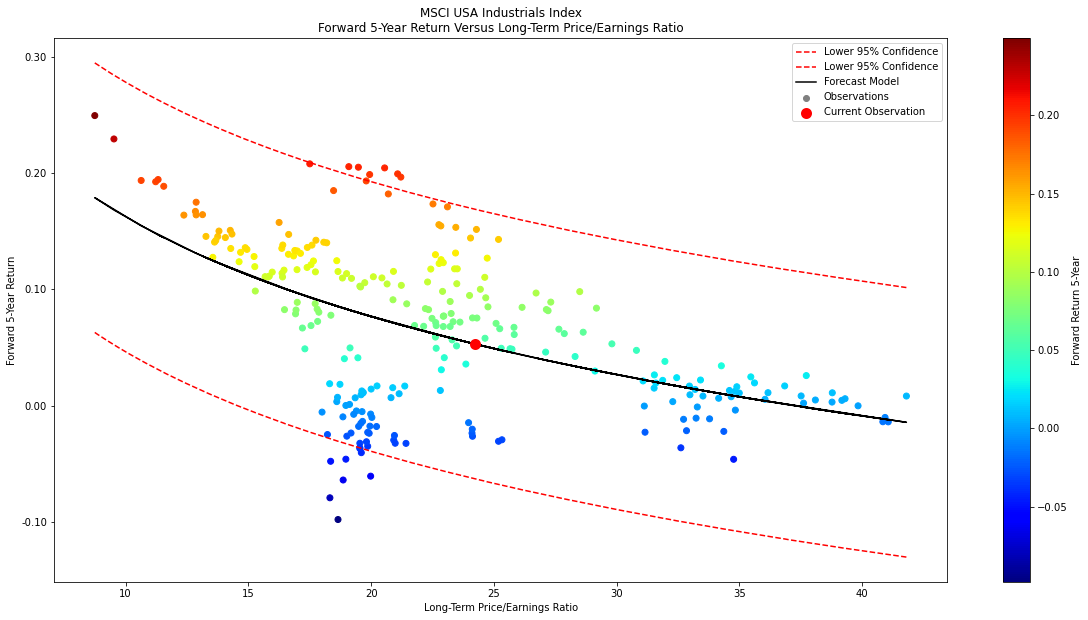 MSCI USA Industrials Index
Forward 5-Year Return Versus Long-Term Price/Earnings Ratio
Lower 95% Confidence
Lower 95% Confidence
Forecast Model
Observations
Current Observation
Forward 5-Year Return
0.30
0.20
0.10
0.00
-0.10
10
15
20
25
30
35
40
Long-Term Price/Earnings Ratio
0.20
0.15
0.10
0.05
0.00
−0.05
Forward Return 5-Year